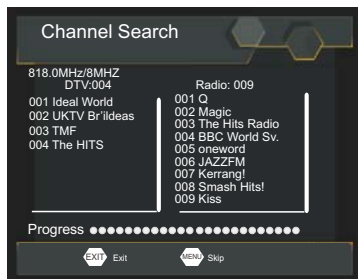 Channel Search
818.0MHz/8MHZ
DTV:004
001 Ideal World
002 UKTV Br'ildeas
003 TMF
004 The HITS
Radio: 009
001 Q
002 Magic
003 The Hits Radio
004 BBC World Sv.
005 oneword
006 JAZZFM
007 Kerrang!
008 Smash Hits!
009 Kiss
Progress
EXIT Exit
MENU Skip